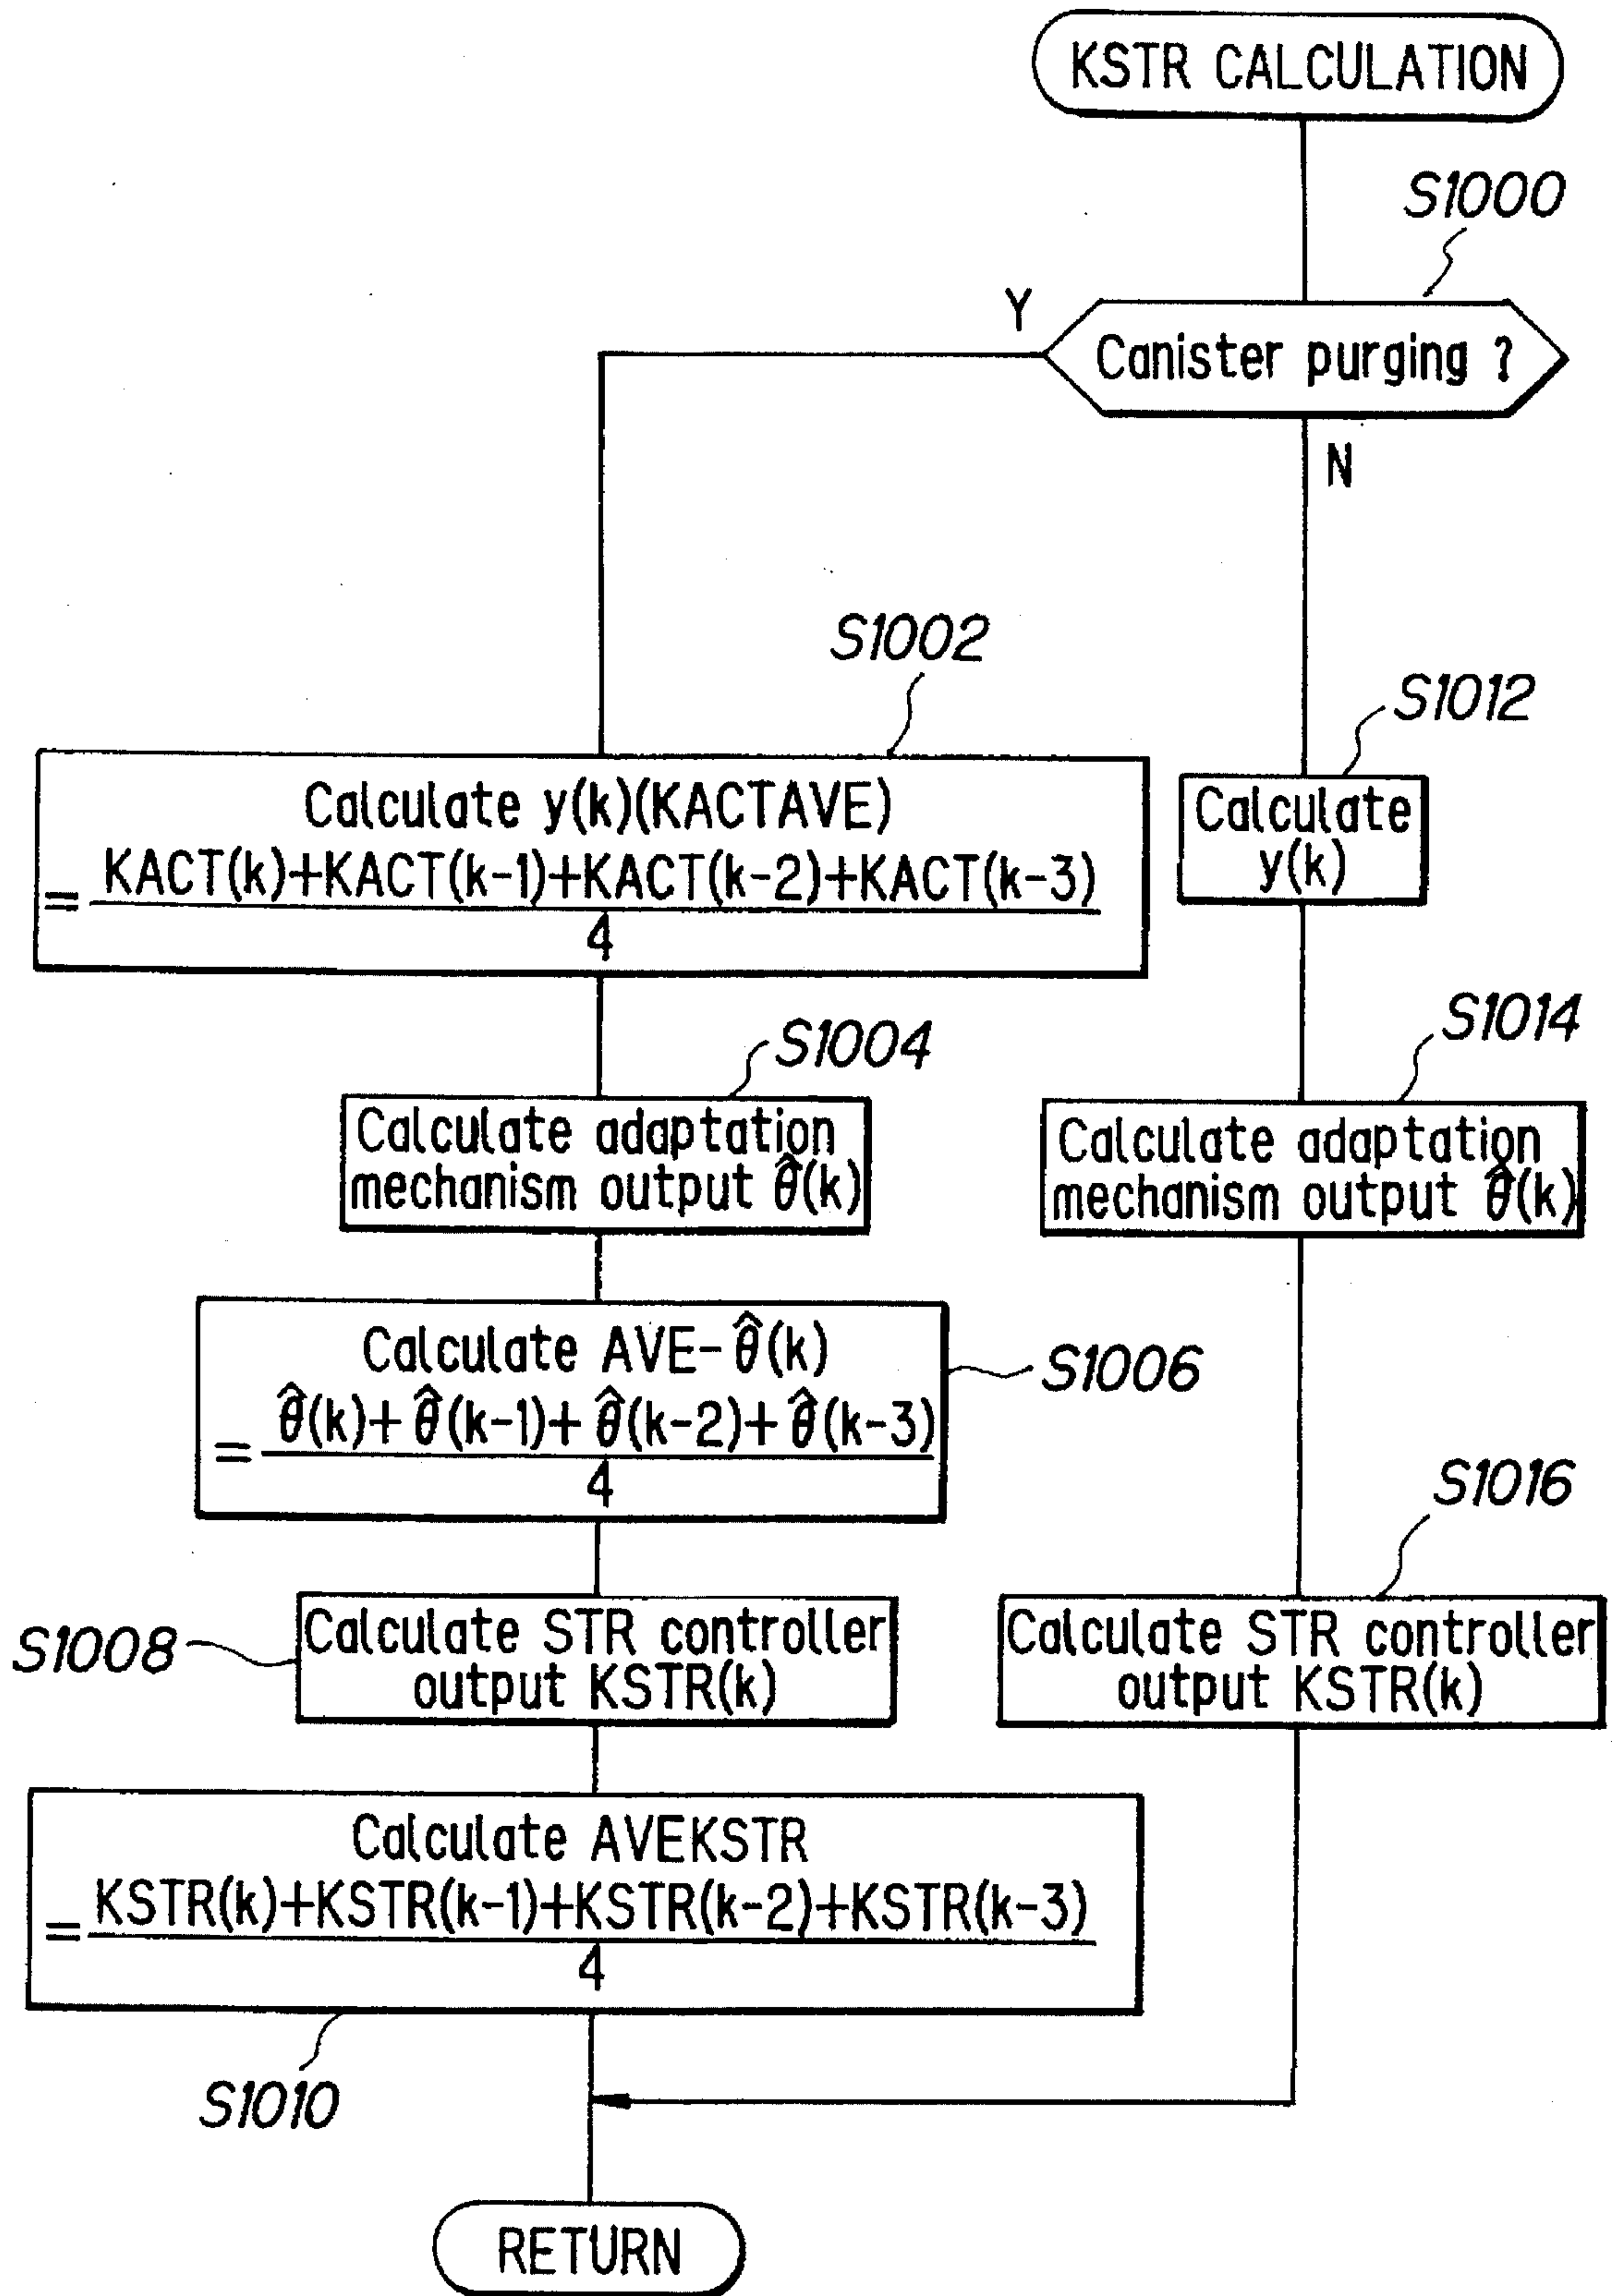 KSTR CALCULATION
S1000
Y
Canister purging ?
N
S1002
Calculate y(k)(KACTAVE)
= KACT(k)+KACT(k-1)+KACT(k-2)+KACT(k-3)
4
S1012
Calculate
y(k)
S1004
Calculate adaptation
mechanism output θ̂(k)
S1014
Calculate adaptation
mechanism output θ̂(k)
Calculate AVE-θ̂(k)
= θ̂(k)+θ̂(k-1)+θ̂(k-2)+θ̂(k-3)
4
S1006
S1008
Calculate STR controller
output KSTR(k)
S1016
Calculate STR controller
output KSTR(k)
Calculate AVEKSTR
= KSTR(k)+KSTR(k-1)+KSTR(k-2)+KSTR(k-3)
4
S1010
RETURN